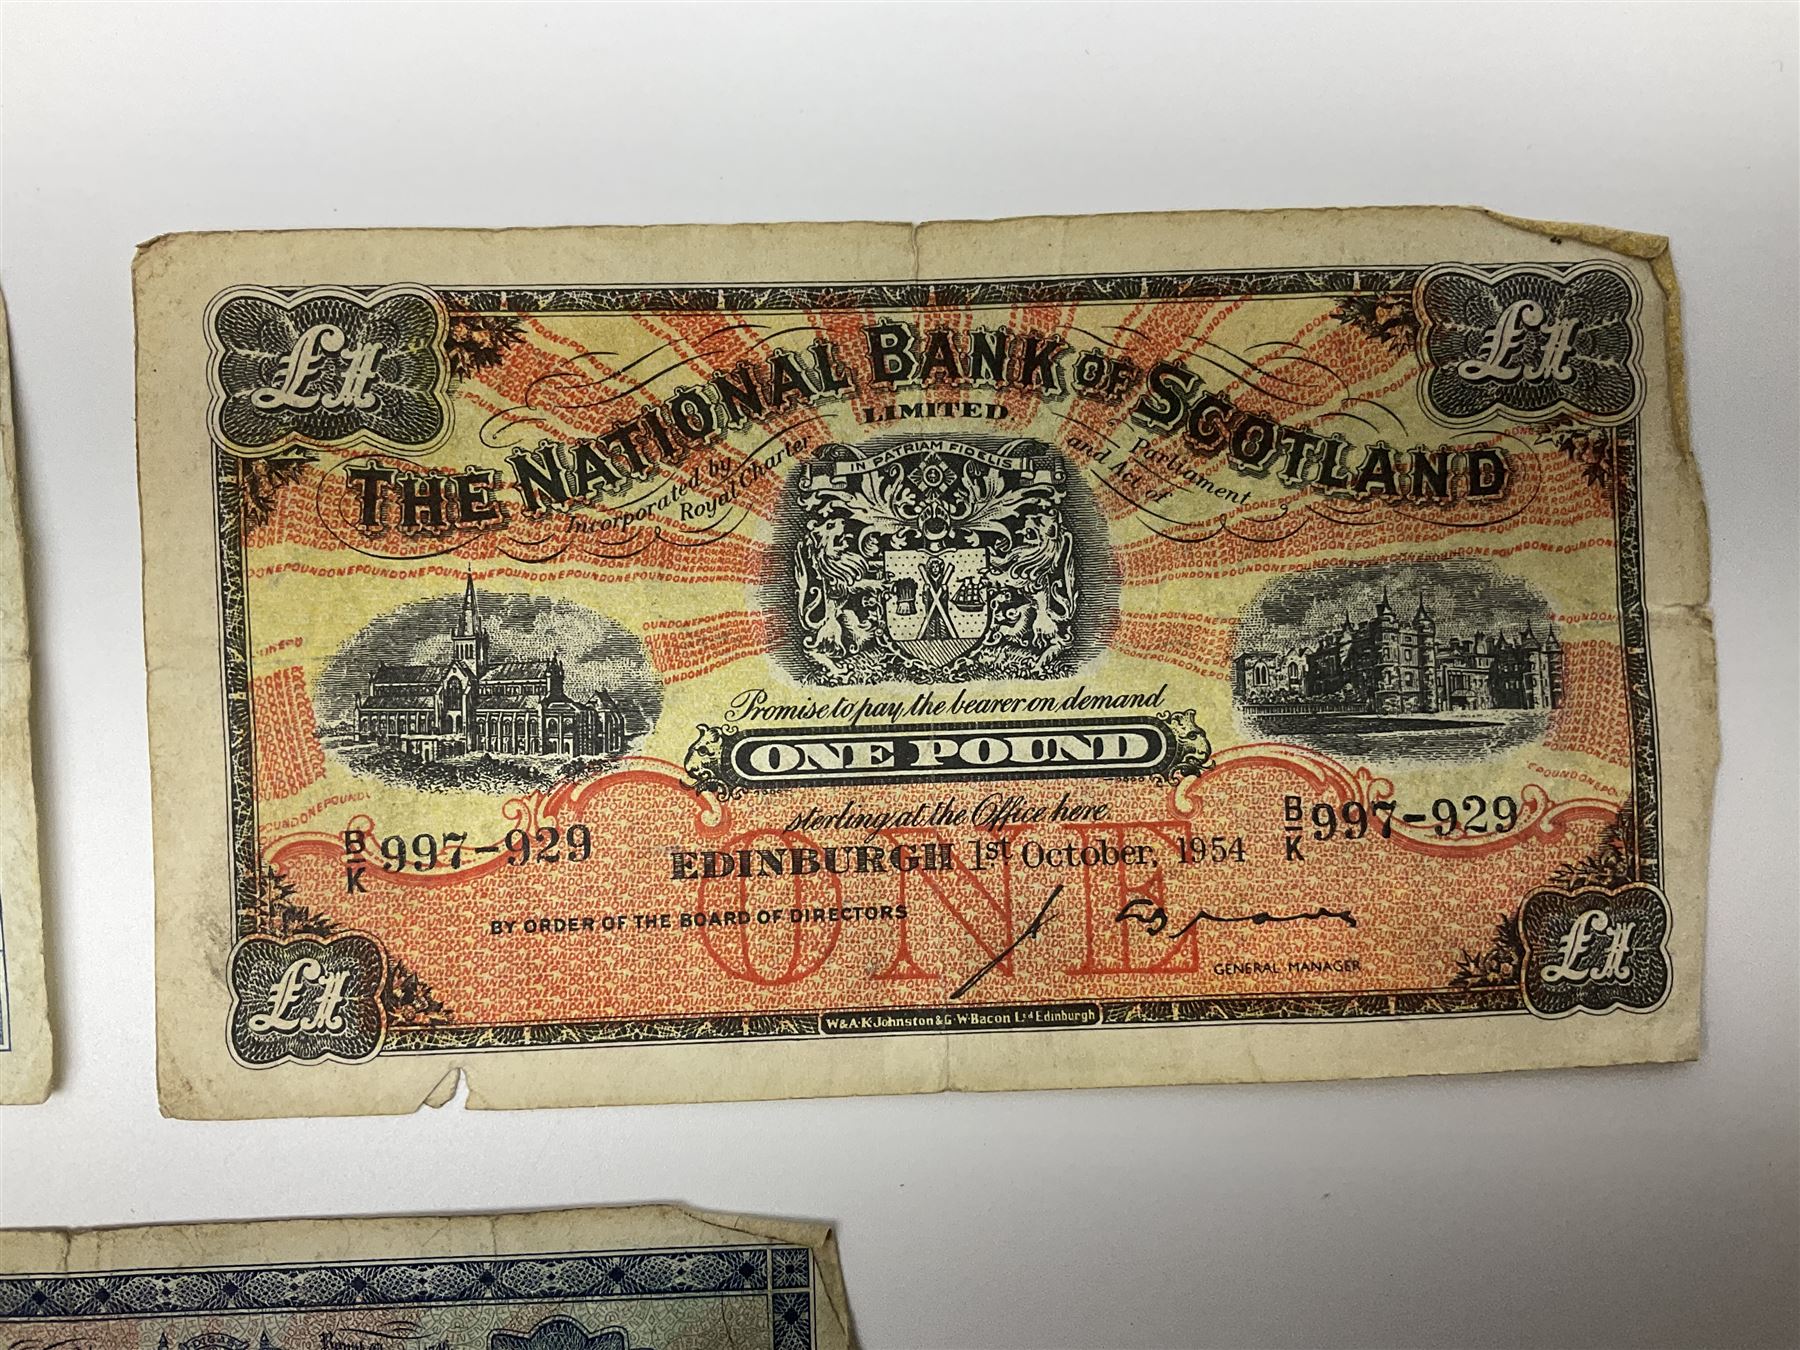 £1
£1
THE NATIONAL BANK OF SCOTLAND
LIMITED
Incorporated by Royal Charter
and Act of Parliament
IN PATRIAM FIDELIS
Promise to pay the bearer on demand
ONE POUND
sterling at the Office here.
B/K 997-929
B/K 997-929
EDINBURGH 1st October, 1954
ONE
BY ORDER OF THE BOARD OF DIRECTORS
GENERAL MANAGER
£1
£1
W & A·K·Johnston & G·W·Bacon Ltd Edinburgh